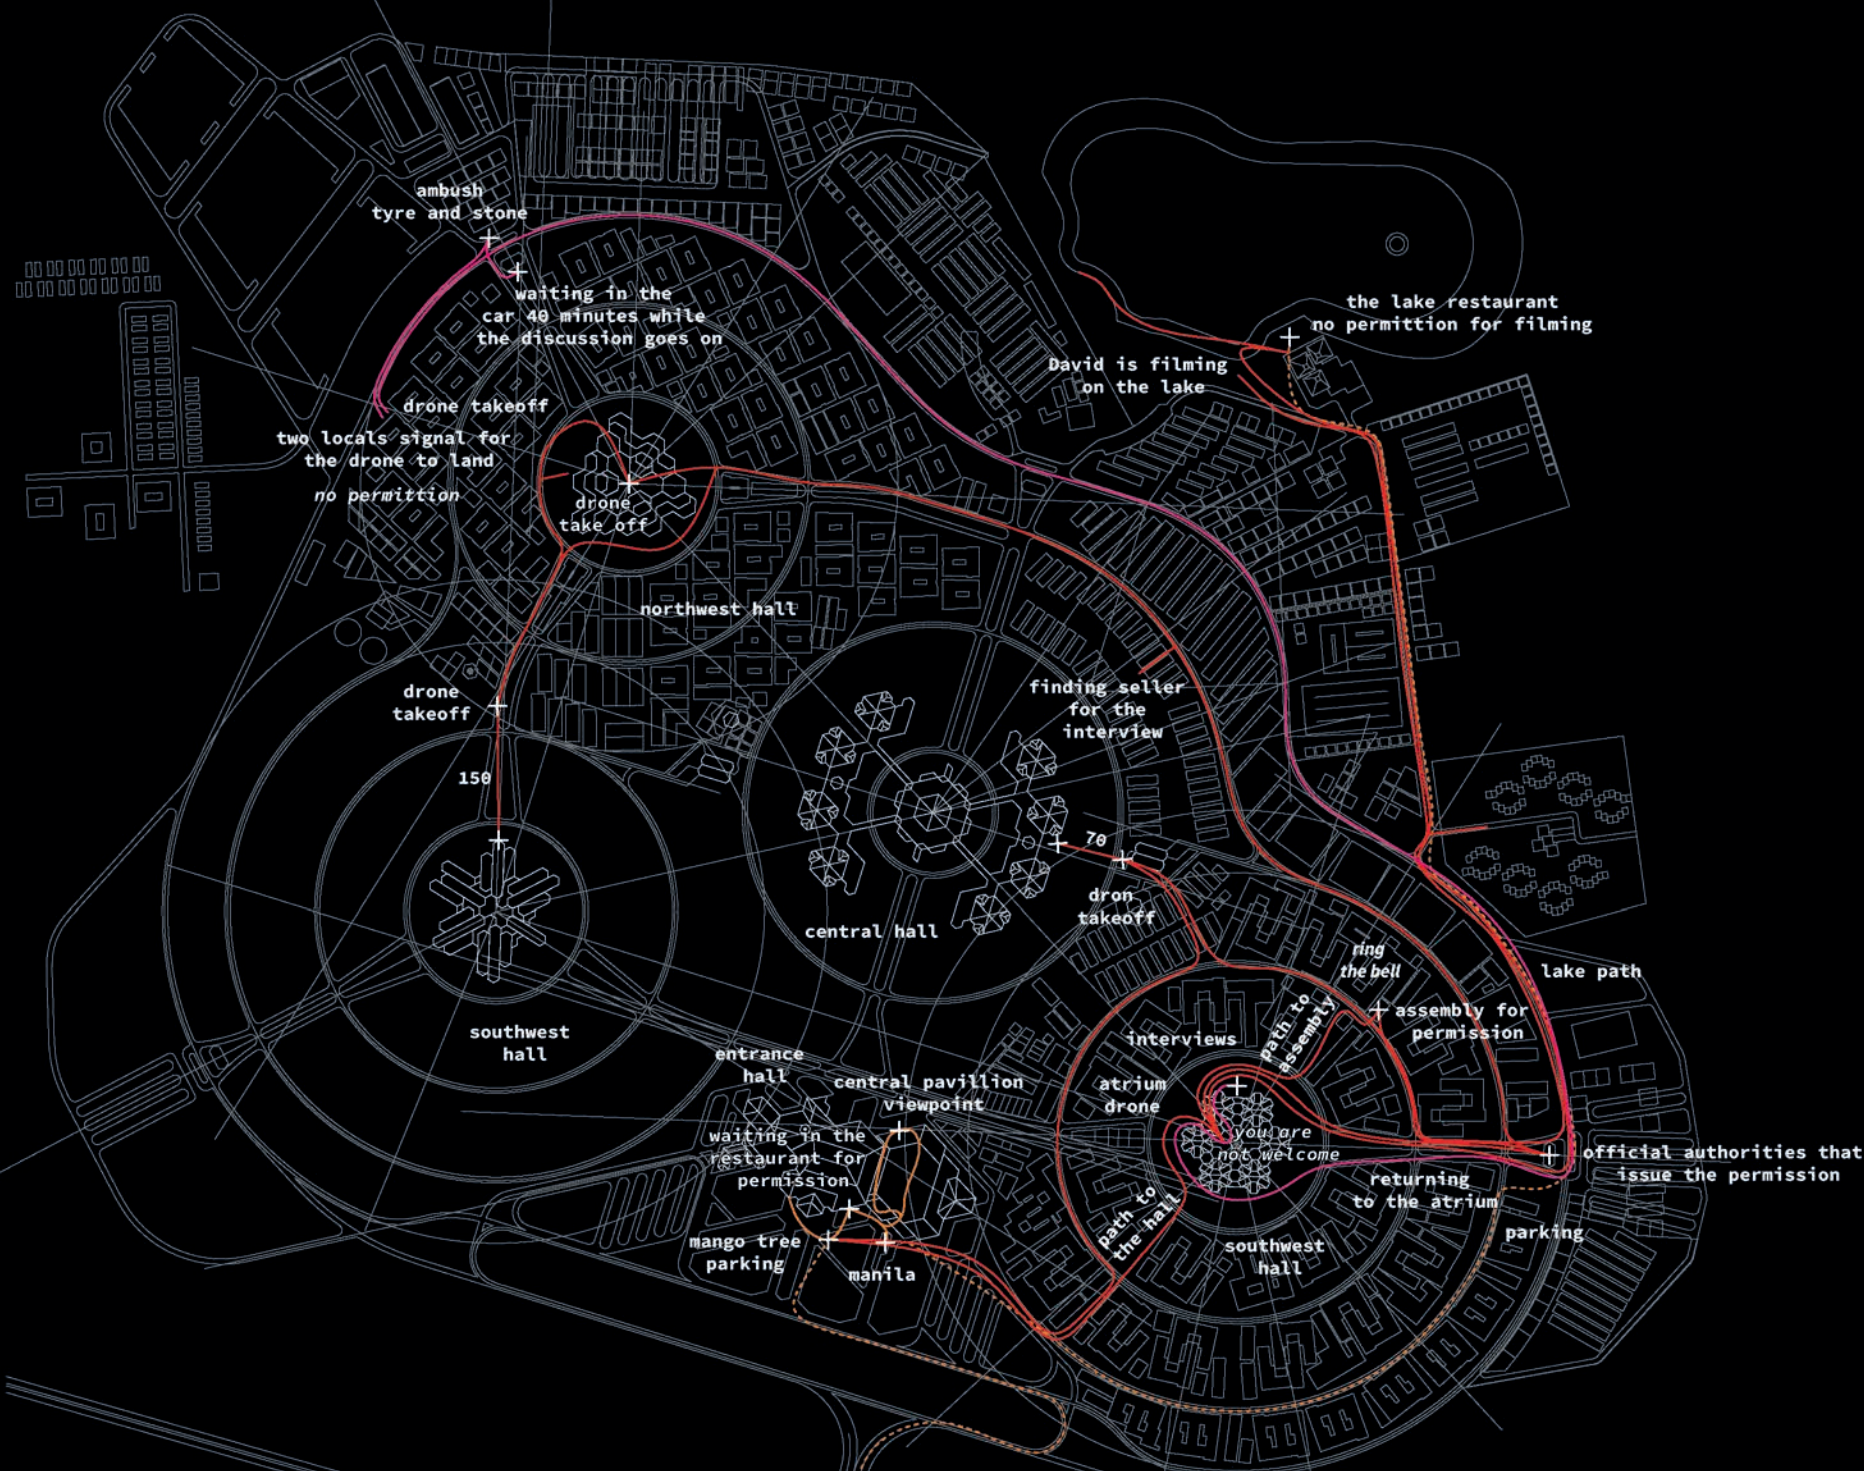 ambush
tyre and stone
waiting in the
car 40 minutes while
the discussion goes on
the lake restaurant
no permittion for filming
David is filming
on the lake
drone takeoff
two locals signal for
the drone to land
no permittion
drone
take off
northwest hall
drone
takeoff
150
finding seller
for the
interview
70
dron
takeoff
central hall
ring
the bell
lake path
path to
assembly
assembly for
permission
interviews
southwest
hall
entrance
hall
central pavillion
viewpoint
atrium
drone
waiting in the
restaurant for
permission
you are
not welcome
official authorities that
issue the permission
returning
to the atrium
path to
the hall
parking
mango tree
parking
manila
southwest
hall